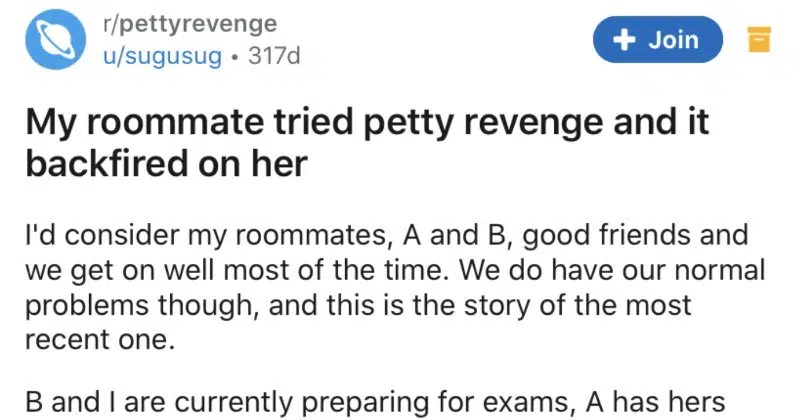 r/pettyrevenge
u/sugusug • 317d
+ Join
My roommate tried petty revenge and it
backfired on her
I'd consider my roommates, A and B, good friends and
we get on well most of the time. We do have our normal
problems though, and this is the story of the most
recent one.
B and I are currently preparing for exams, A has hers